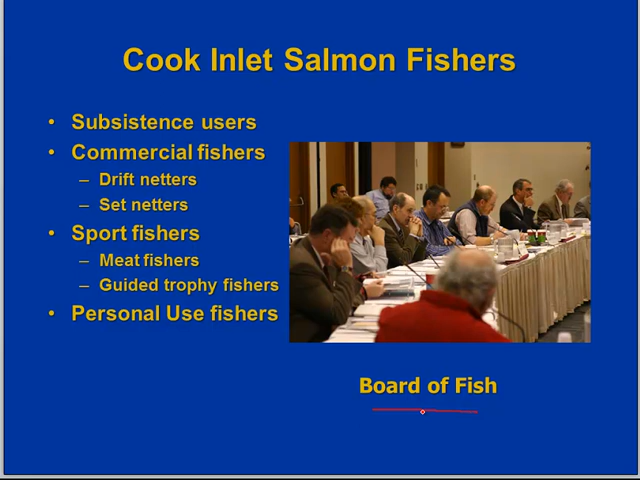 Cook Inlet Salmon Fishers
• Subsistence users
• Commercial fishers
– Drift netters
– Set netters
• Sport fishers
– Meat fishers
– Guided trophy fishers
• Personal Use fishers
Board of Fish